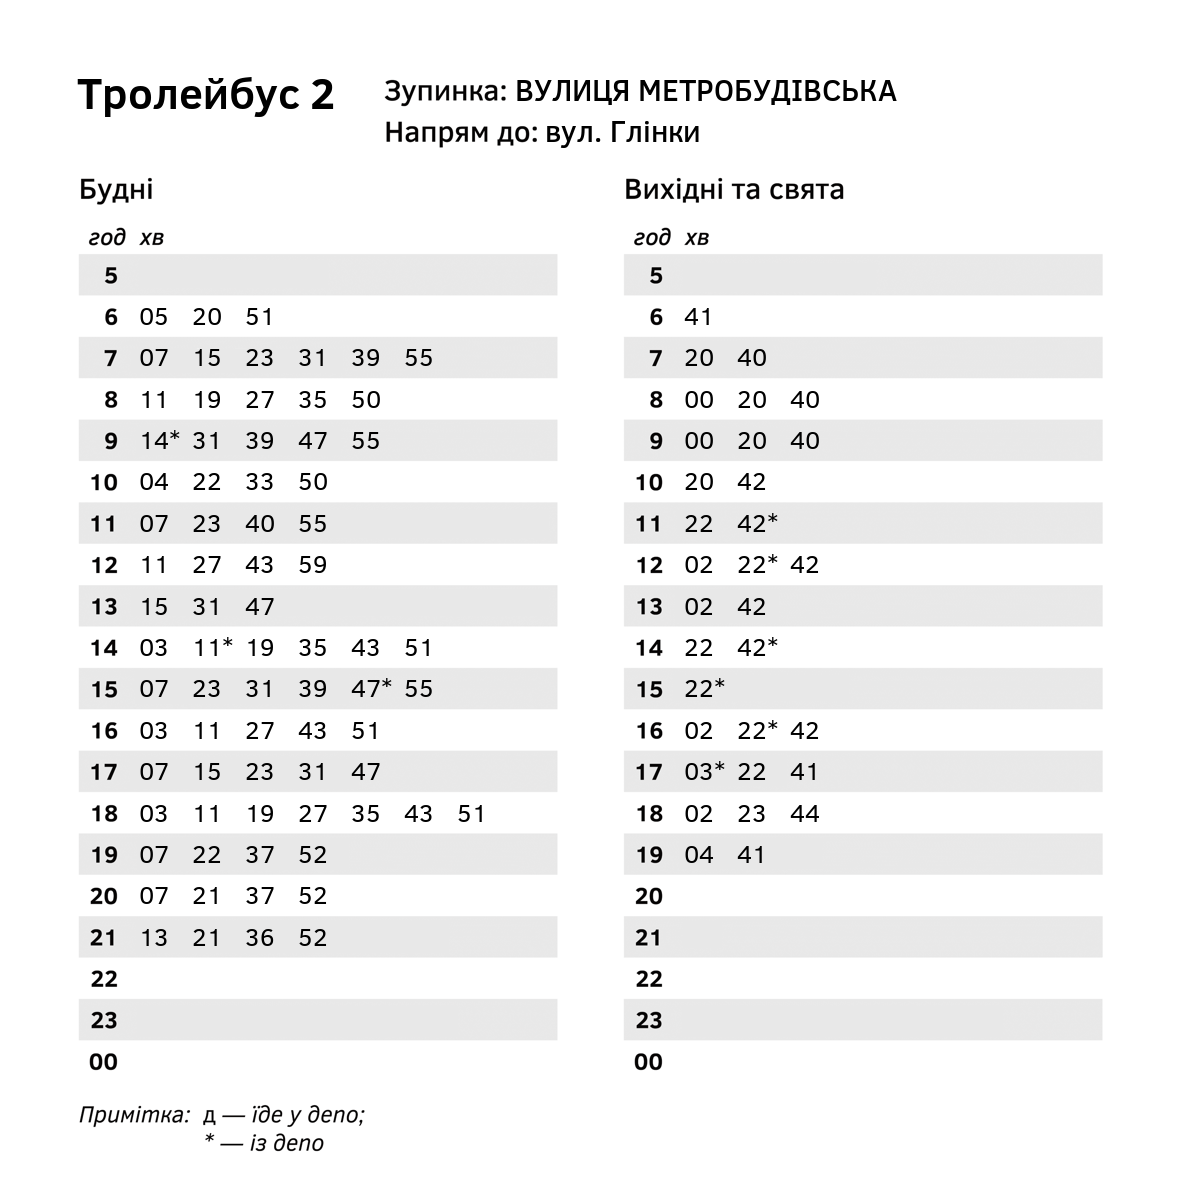 Тролейбус 2
Зупинка: ВУЛИЦЯ МЕТРОБУДІВСЬКА
Напрям до: вул. Глінки
Будні
год хв
5
6 05 20 51
7 07 15 23 31 39 55
8 11 19 27 35 50
9 14* 31 39 47 55
10 04 22 33 50
11 07 23 40 55
12 11 27 43 59
13 15 31 47
14 03 11* 19 35 43 51
15 07 23 31 39 47* 55
16 03 11 27 43 51
17 07 15 23 31 47
18 03 11 19 27 35 43 51
19 07 22 37 52
20 07 21 37 52
21 13 21 36 52
22
23
00
Вихідні та свята
год хв
5
6 41
7 20 40
8 00 20 40
9 00 20 40
10 20 42
11 22 42*
12 02 22* 42
13 02 42
14 22 42*
15 22*
16 02 22* 42
17 03* 22 41
18 02 23 44
19 04 41
20
21
22
23
00
Примітка: д — їде у депо;
* — із депо